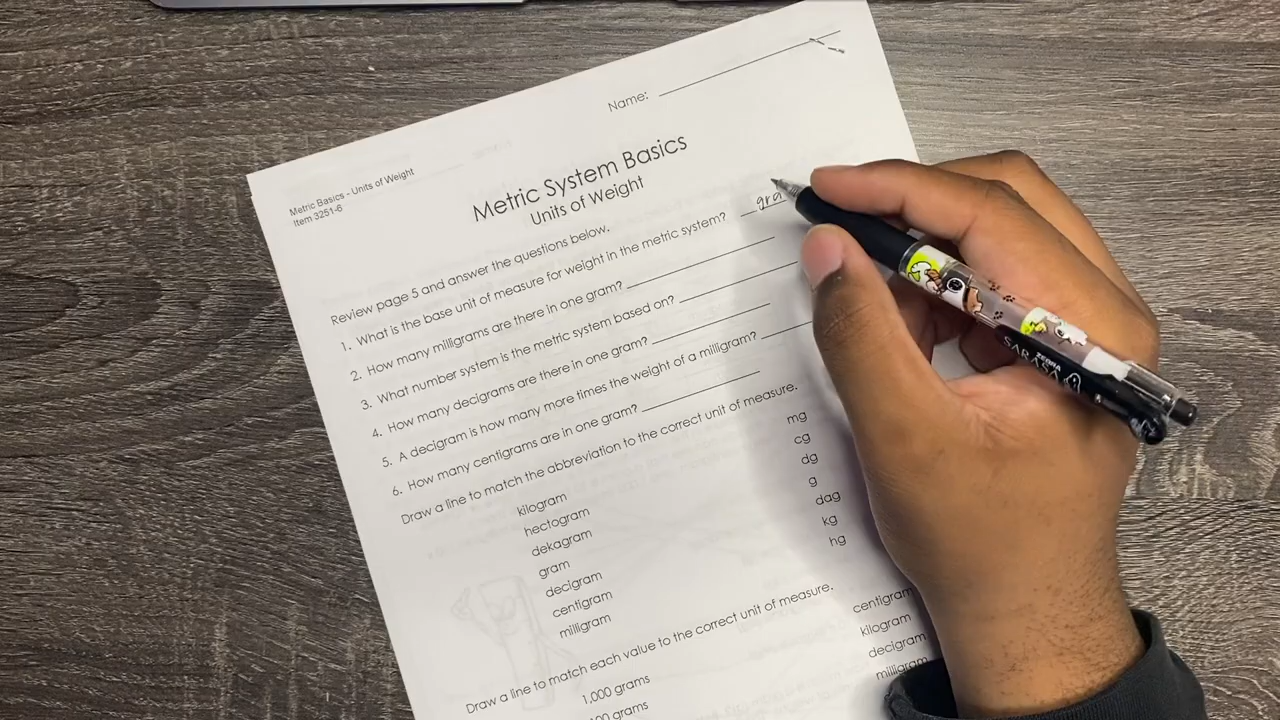 Name:
Metric Basics - Units of Weight
Item 3251-6
Metric System Basics
Units of Weight
Review page 5 and answer the questions below.
1. What is the base unit of measure for weight in the metric system? gra
2. How many milligrams are there in one gram?
3. What number system is the metric system based on?
4. How many decigrams are there in one gram?
5. A decigram is how many more times the weight of a milligram?
6. How many centigrams are in one gram?
Draw a line to match the abbreviation to the correct unit of measure.
kilogram mg
hectogram cg
dekagram dg
gram g
decigram dag
centigram kg
milligram hg
Draw a line to match each value to the correct unit of measure.
1,000 grams centigram
100 grams kilogram
decigram
milligram
ZEBRA
SARASA